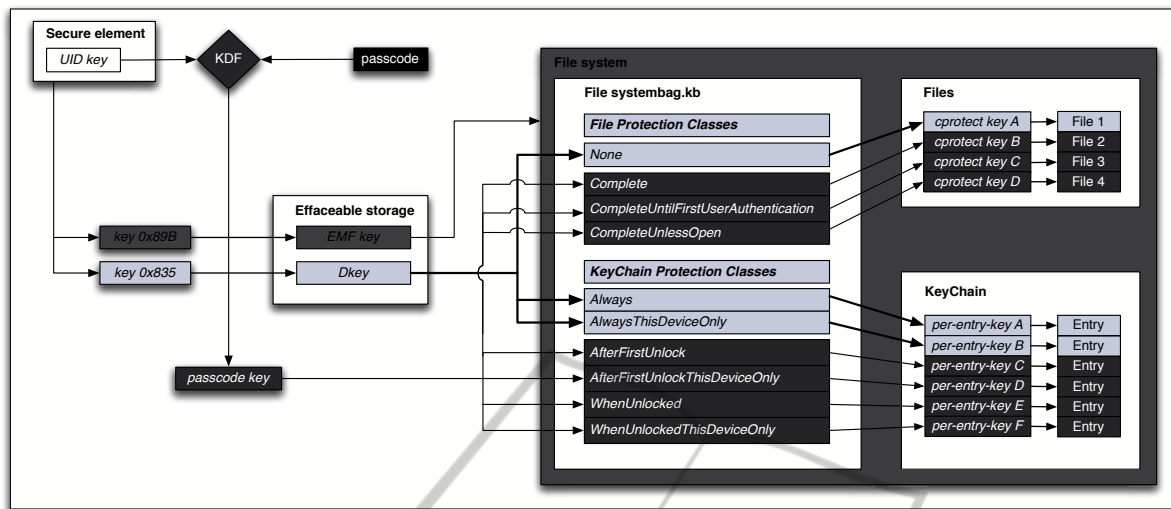 Secure element
UID key
KDF
passcode
key 0x89B
key 0x835
passcode key
Effaceable storage
EMF key
Dkey
File system
File systembag.kb
File Protection Classes
None
Complete
CompleteUntilFirstUserAuthentication
CompleteUnlessOpen
KeyChain Protection Classes
Always
AlwaysThisDeviceOnly
AfterFirstUnlock
AfterFirstUnlockThisDeviceOnly
WhenUnlocked
WhenUnlockedThisDeviceOnly
Files
cprotect key A File 1
cprotect key B File 2
cprotect key C File 3
cprotect key D File 4
KeyChain
per-entry-key A Entry
per-entry-key B Entry
per-entry-key C Entry
per-entry-key D Entry
per-entry-key E Entry
per-entry-key F Entry